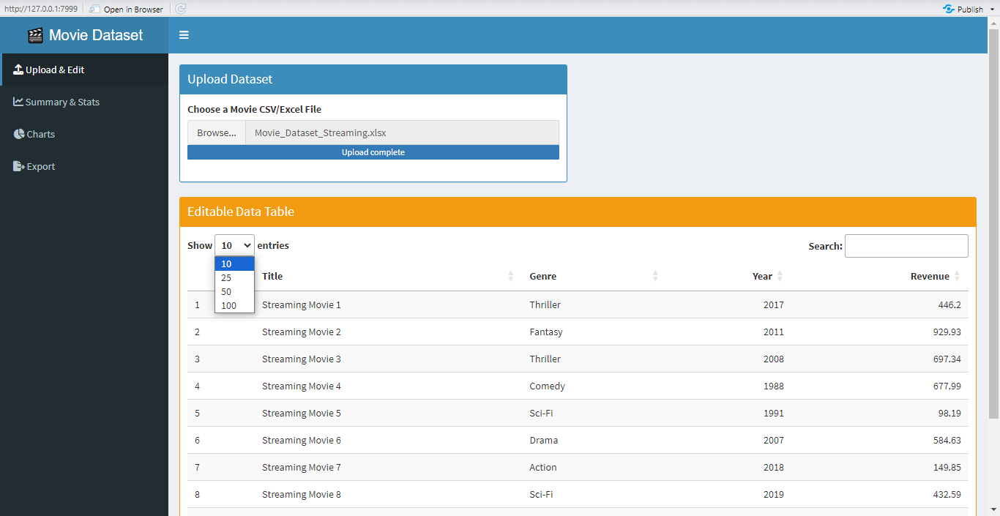 http://127.0.0.1:7999 Open in Browser Publish
Movie Dataset
Upload & Edit
Summary & Stats
Charts
Export
Upload Dataset
Choose a Movie CSV/Excel File
Browse... Movie_Dataset_Streaming.xlsx
Upload complete
Editable Data Table
Show 10 entries Search:
10
25
50
100
Title Genre Year Revenue
1 Streaming Movie 1 Thriller 2017 446.2
2 Streaming Movie 2 Fantasy 2011 929.93
3 Streaming Movie 3 Thriller 2008 697.34
4 Streaming Movie 4 Comedy 1988 677.99
5 Streaming Movie 5 Sci-Fi 1991 98.19
6 Streaming Movie 6 Drama 2007 584.63
7 Streaming Movie 7 Action 2018 149.85
8 Streaming Movie 8 Sci-Fi 2019 432.59